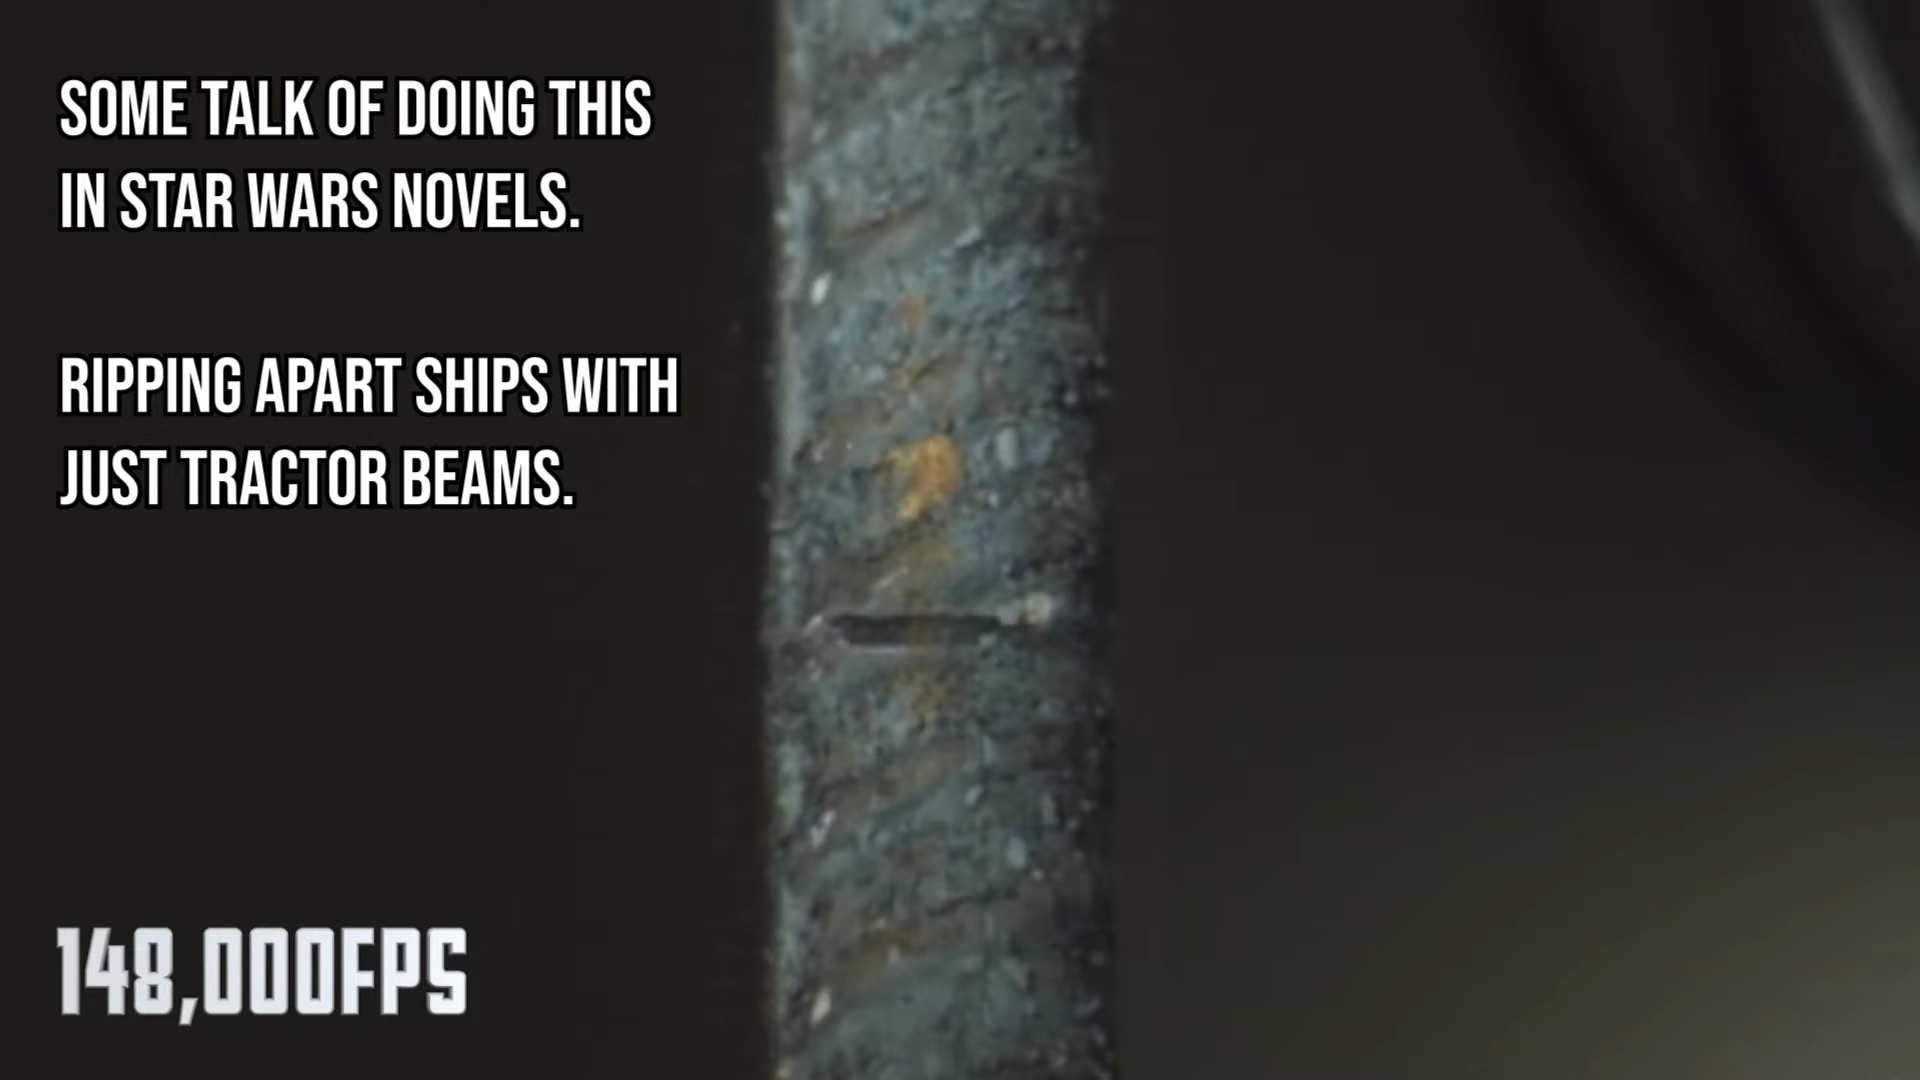 SOME TALK OF DOING THIS
IN STAR WARS NOVELS.
RIPPING APART SHIPS WITH
JUST TRACTOR BEAMS.
148,000FPS